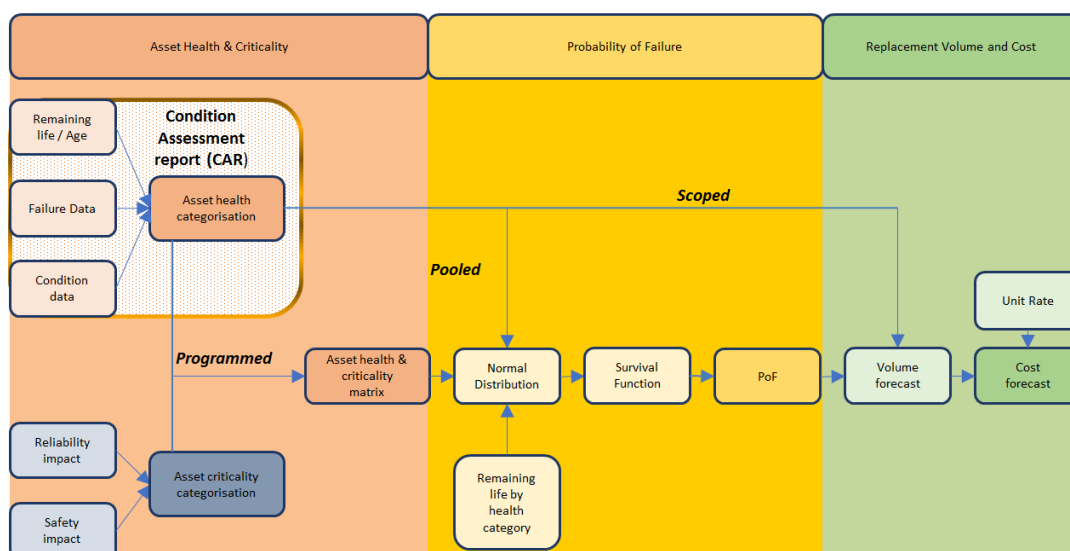 Asset Health & Criticality
Probability of Failure
Replacement Volume and Cost
Remaining
life / Age
Condition
Assessment
report (CAR)
Failure Data
Asset health
categorisation
Scoped
Condition
data
Pooled
Unit Rate
Programmed
Asset health &
criticality
matrix
Normal
Distribution
Survival
Function
PoF
Volume
forecast
Cost
forecast
Reliability
impact
Asset criticality
categorisation
Remaining
life by
health
category
Safety
impact